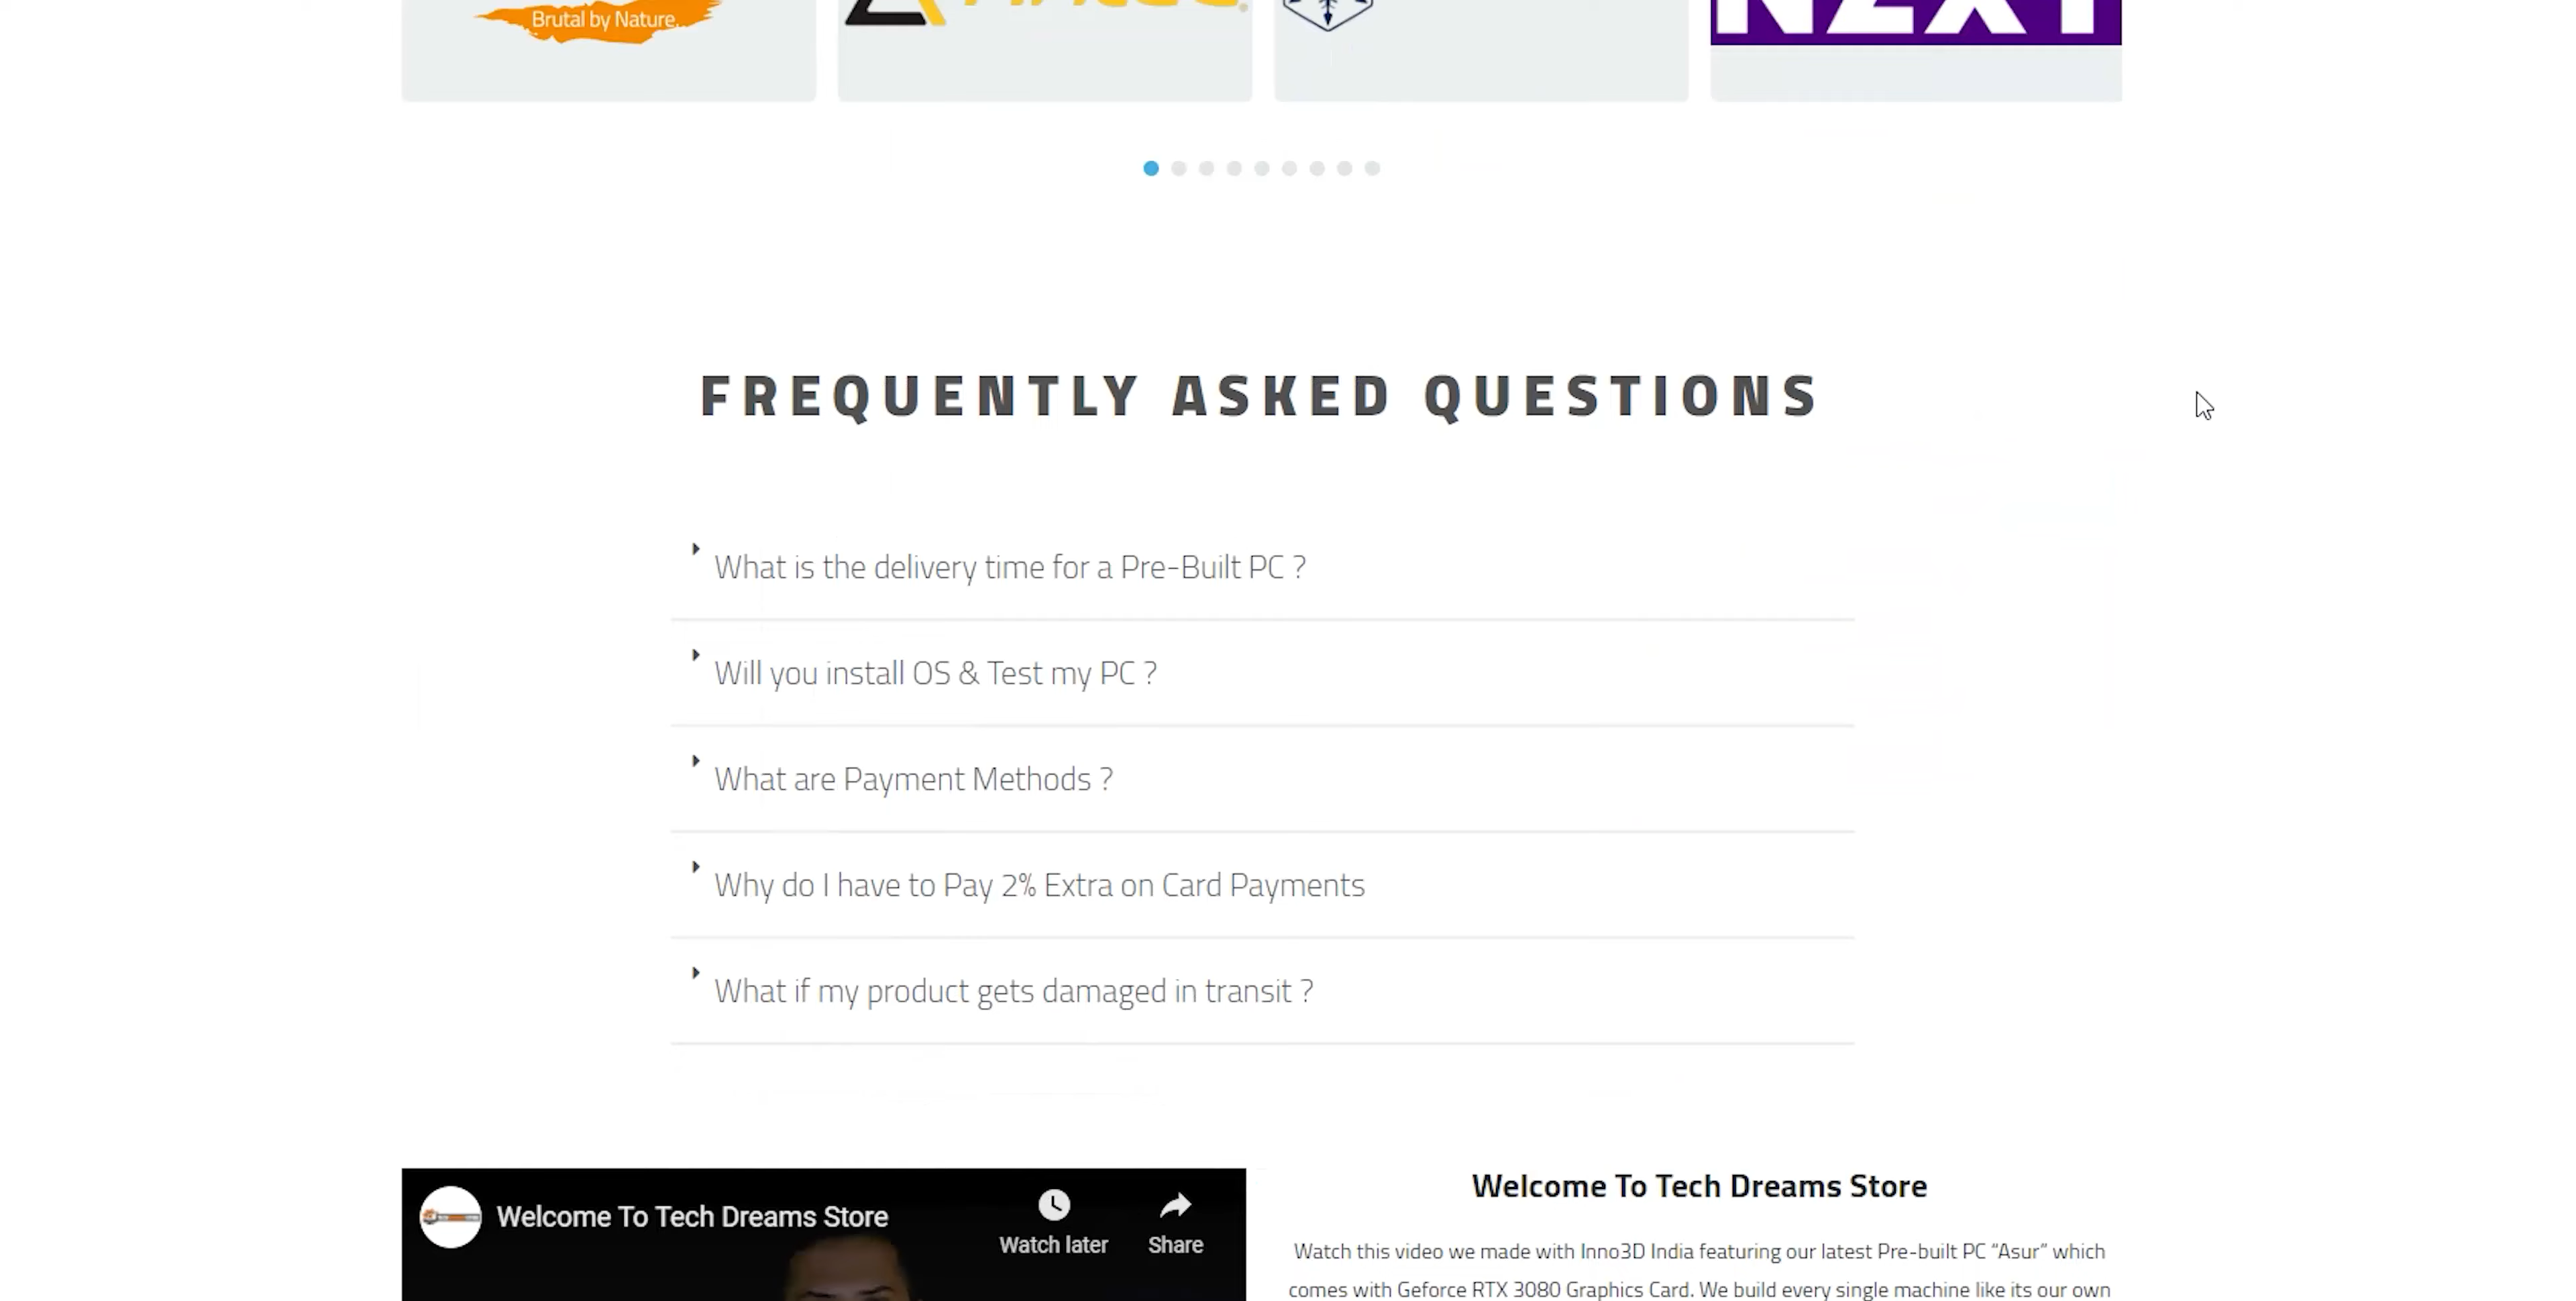 Brutal by Nature.
Antec
NZXT
FREQUENTLY ASKED QUESTIONS
What is the delivery time for a Pre-Built PC ?
Will you install OS & Test my PC ?
What are Payment Methods ?
Why do I have to Pay 2% Extra on Card Payments
What if my product gets damaged in transit ?
Welcome To Tech Dreams Store
Watch later
Share
Welcome To Tech Dreams Store
Watch this video we made with Inno3D India featuring our latest Pre-built PC “Asur” which
comes with Geforce RTX 3080 Graphics Card. We build every single machine like its our own